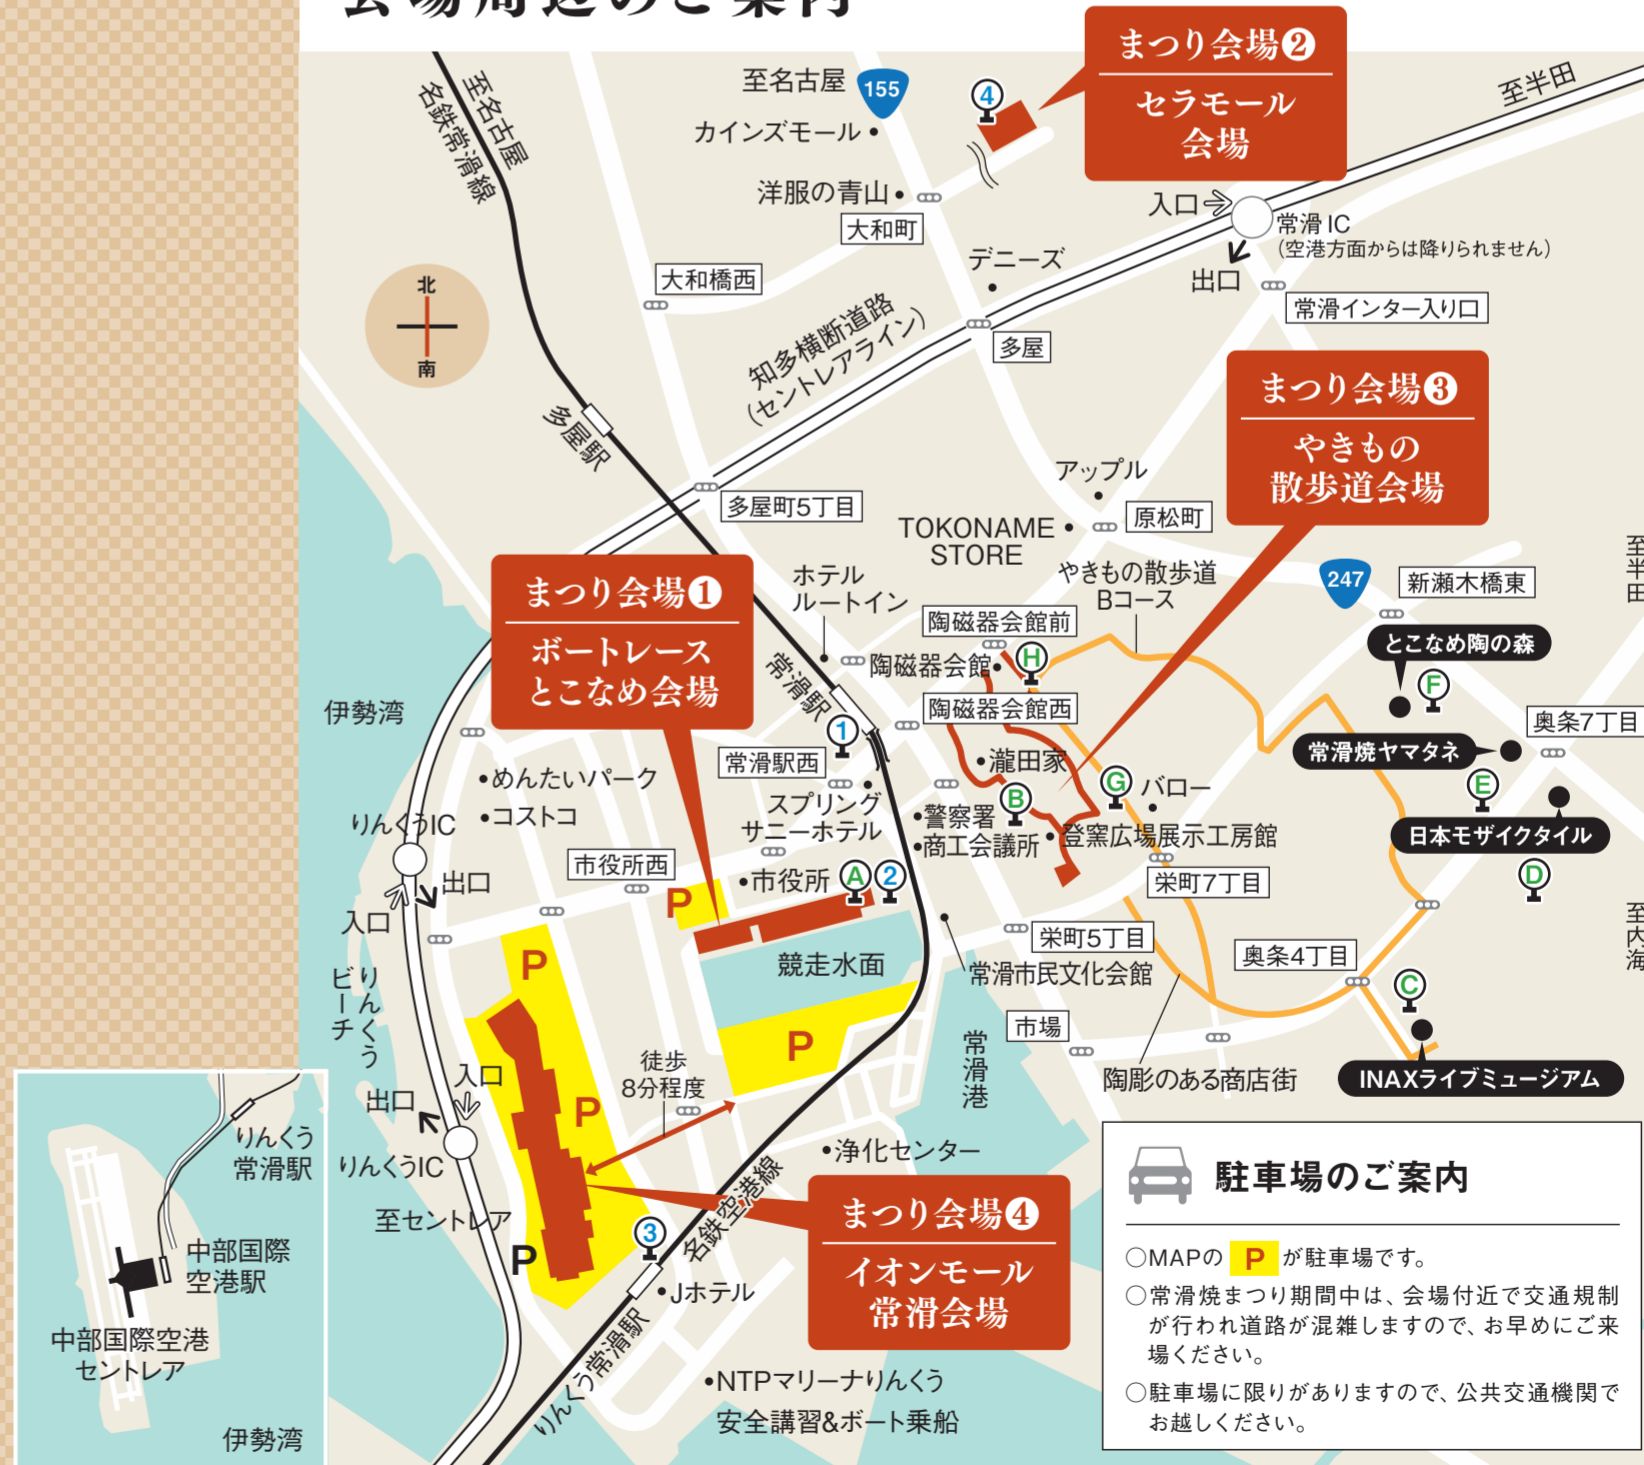 会場周辺のご案内
まつり会場❷
セラモール
会場
至名古屋
155
4
カインズモール
洋服の青山
大和町
大和橋西
至名古屋
名鉄常滑線
北
南
至半田
入口
常滑 IC
(空港方面からは降りられません)
出口
常滑インター入り口
デニーズ
知多横断道路
(セントレアライン)
多屋
多屋駅
多屋町5丁目
まつり会場❸
やきもの
散歩道会場
アップル
TOKONAME
STORE
原松町
やきもの散歩道
Bコース
247
新瀬木橋東
至半田
まつり会場❶
ボートレース
とこなめ会場
ホテル
ルートイン
陶磁器会館前
陶磁器会館
H
陶磁器会館西
常滑駅
1
常滑駅西
とこなめ陶の森
F
奥条7丁目
常滑焼ヤマタネ
E
日本モザイクタイル
D
伊勢湾
めんたいパーク
コストコ
スプリング
サニーホテル
瀧田家
B
G
バロー
警察署
商工会議所
登窯広場展示工房館
栄町7丁目
りんくうIC
出口
入口
市役所西
P
市役所
A
2
競走水面
栄町5丁目
常滑市民文化会館
奥条4丁目
C
至内海
りんくう
ビーチ
P
P
常滑港
市場
陶彫のある商店街
INAXライブミュージアム
徒歩
8分程度
P
入口
出口
りんくうIC
至セントレア
P
3
名鉄空港線
浄化センター
まつり会場❹
イオンモール
常滑会場
Jホテル
りんくう常滑駅
NTPマリーナりんくう
安全講習&ボート乗船
りんくう
常滑駅
中部国際
空港駅
中部国際空港
セントレア
伊勢湾
駐車場のご案内
○MAPの P が駐車場です。
○常滑焼まつり期間中は、会場付近で交通規制
が行われ道路が混雑しますので、お早めにご来
場ください。
○駐車場に限りがありますので、公共交通機関で
お越しください。